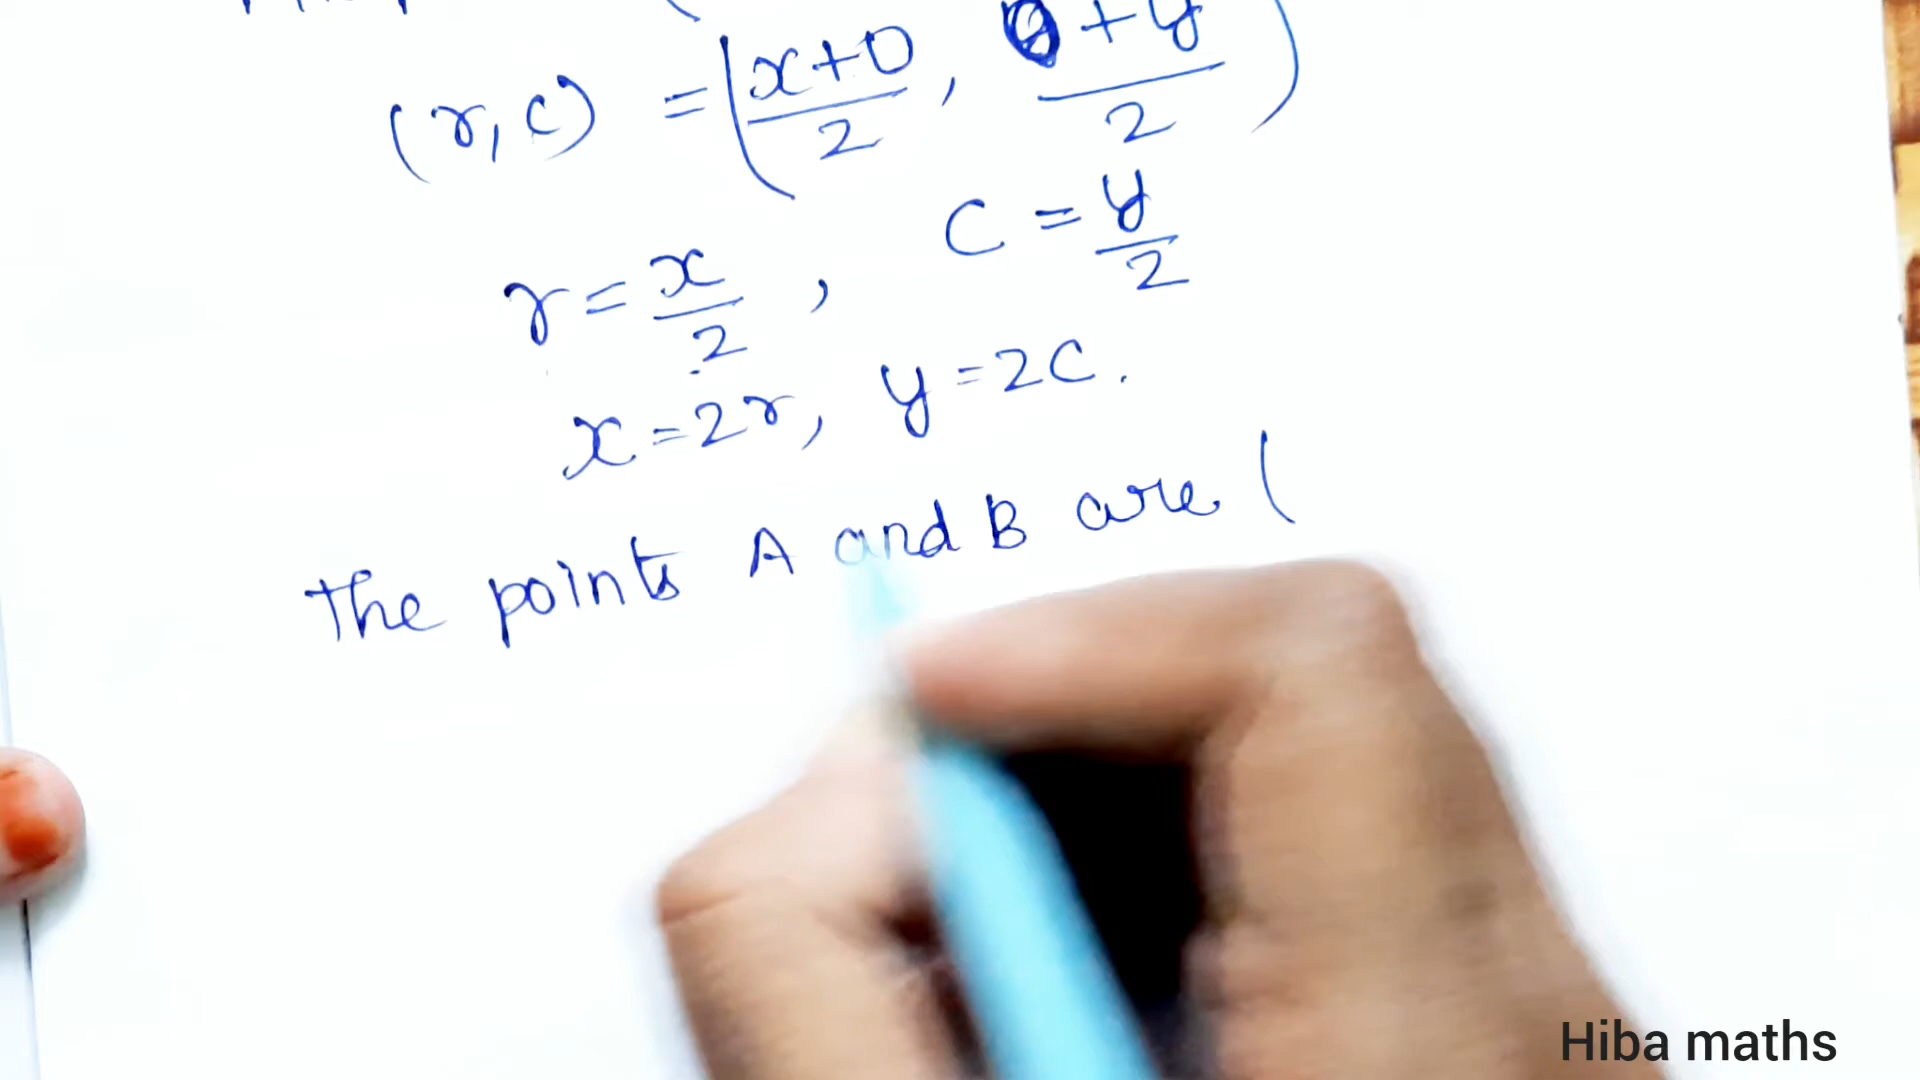 (r, c) = (x+0/2, 0+y/2)
r = x/2 , c = y/2
x = 2r, y = 2c.
The points A and B are (
Hiba maths